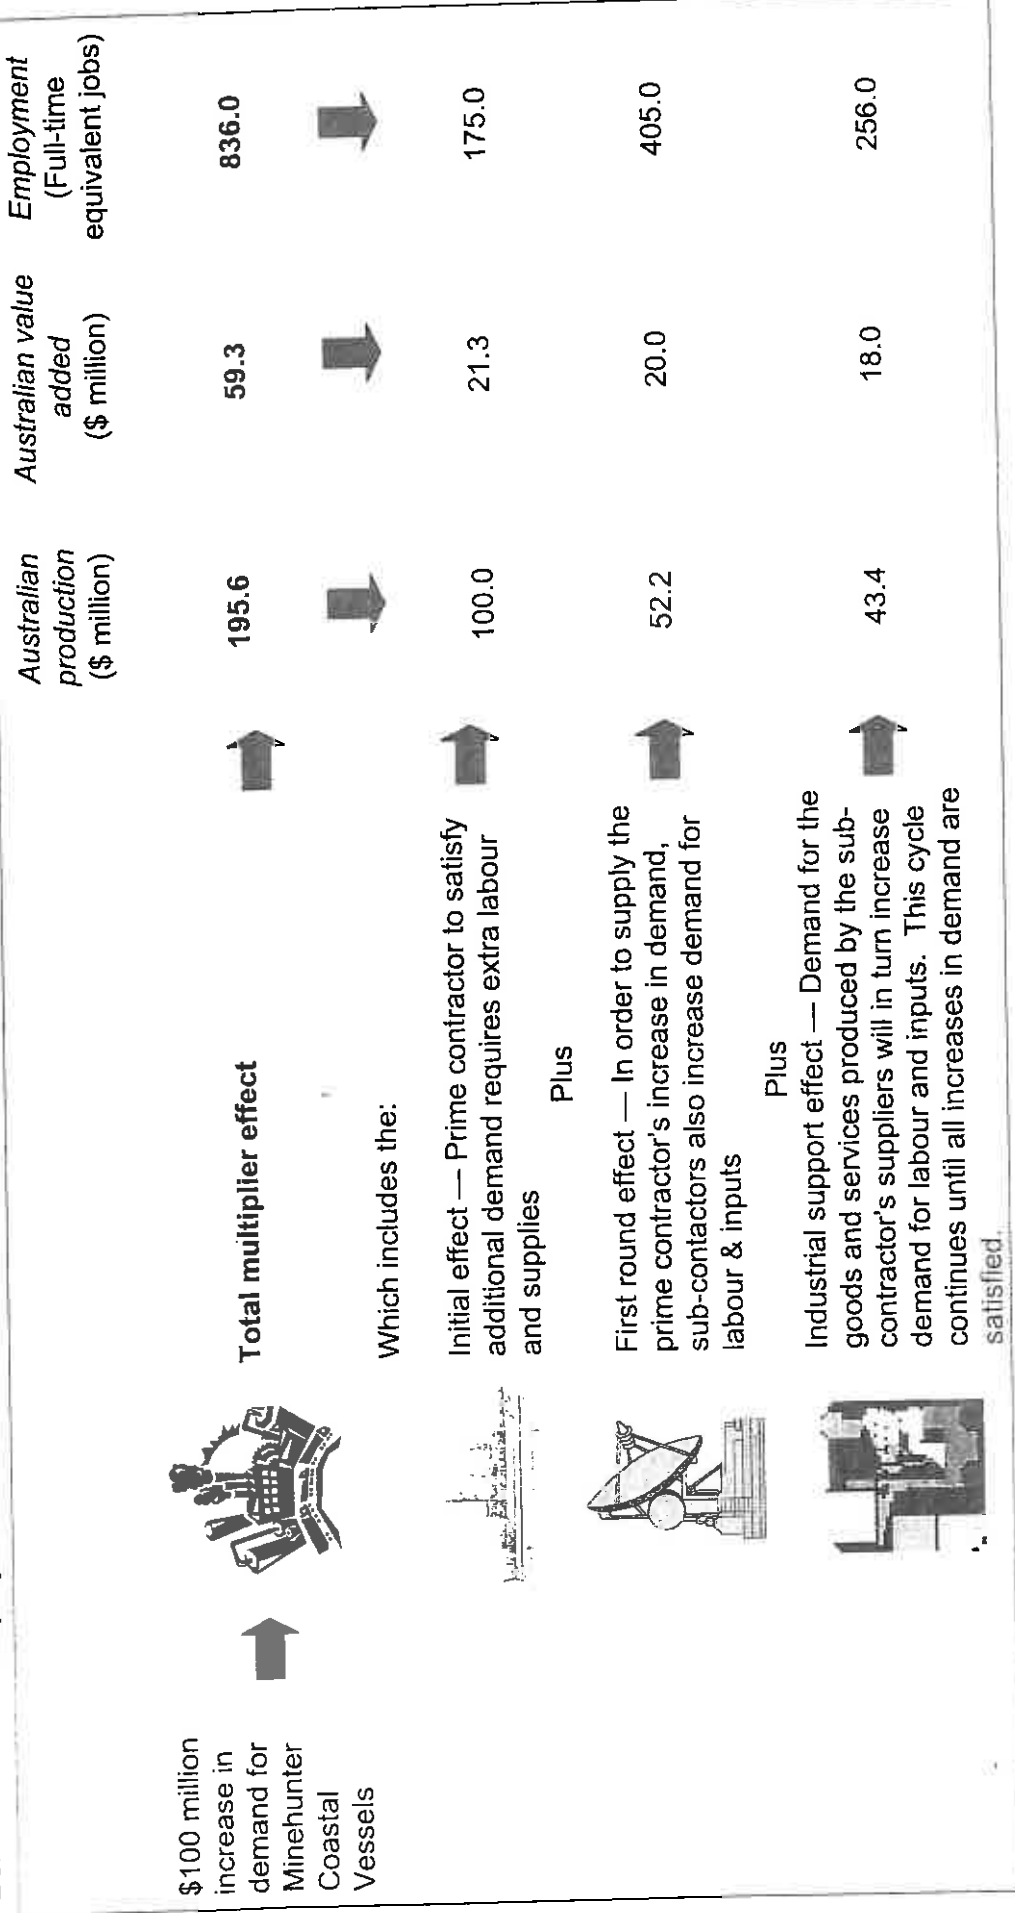 Australian
production
($ million)
Australian value
added
($ million)
Employment
(Full-time
equivalent jobs)
$100 million
increase in
demand for
Minehunter
Coastal
Vessels
Total multiplier effect
195.6
59.3
836.0
Which includes the:
Initial effect — Prime contractor to satisfy
additional demand requires extra labour
and supplies
100.0
21.3
175.0
Plus
First round effect — In order to supply the
prime contractor's increase in demand,
sub-contactors also increase demand for
labour & inputs
52.2
20.0
405.0
Plus
Industrial support effect — Demand for the
goods and services produced by the sub-
contractor's suppliers will in turn increase
demand for labour and inputs. This cycle
continues until all increases in demand are
satisfied.
43.4
18.0
256.0